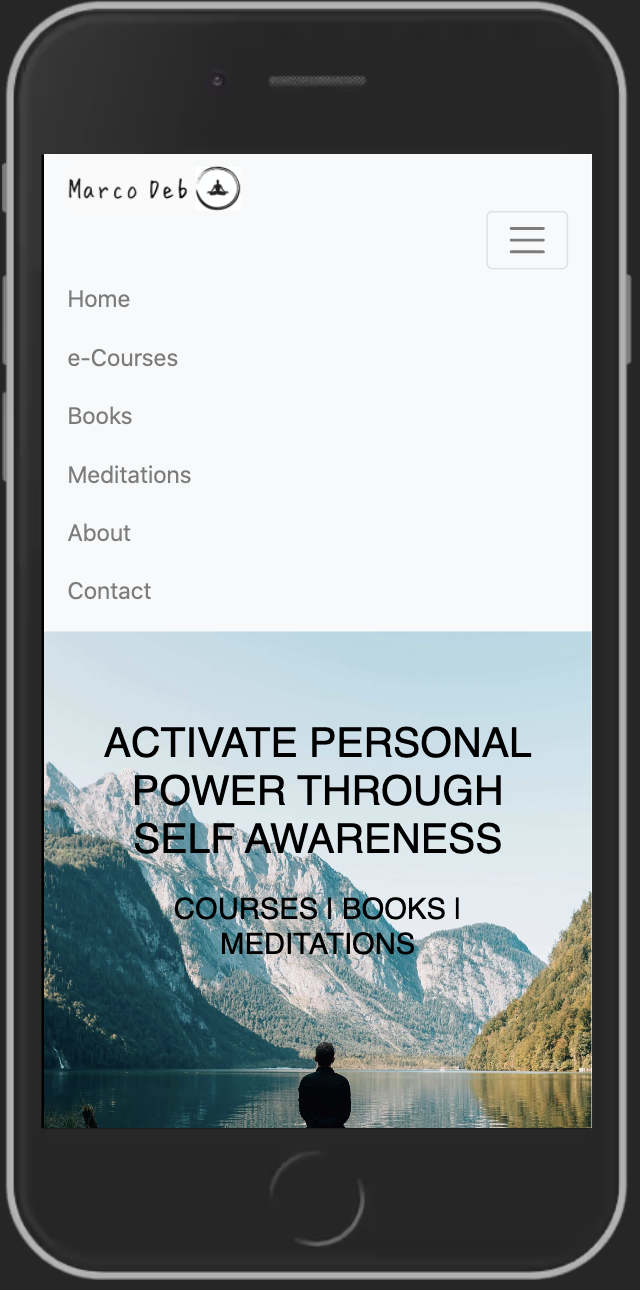 Marco Deb
Home
e-Courses
Books
Meditations
About
Contact
ACTIVATE PERSONAL
POWER THROUGH
SELF AWARENESS
COURSES | BOOKS |
MEDITATIONS